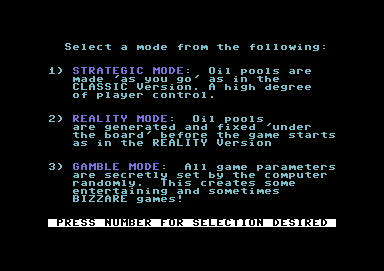 Select a mode from the following:
1) STRATEGIC MODE: Oil pools are
made 'as you go' as in the
CLASSIC Version. A high degree
of player control.
2) REALITY MODE: Oil pools
are generated and fixed 'under
the board' before the game starts
as in the REALITY Version
3) GAMBLE MODE: All game parameters
are secretly set by the computer
randomly. This creates some
entertaining and sometimes
BIZZARE games!
PRESS NUMBER FOR SELECTION DESIRED